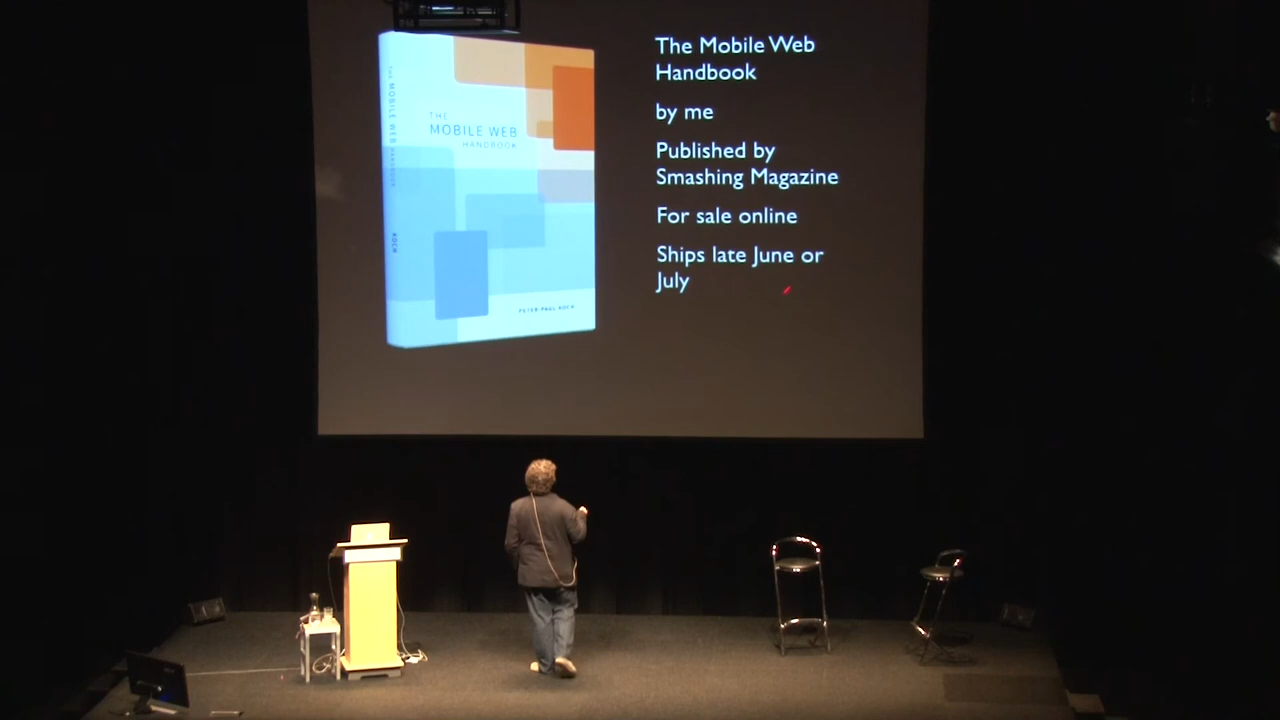 THE MOBILE WEB HANDBOOK
KOCH
THE
MOBILE WEB
HANDBOOK
PETER-PAUL KOCH
The Mobile Web
Handbook
by me
Published by
Smashing Magazine
For sale online
Ships late June or
July